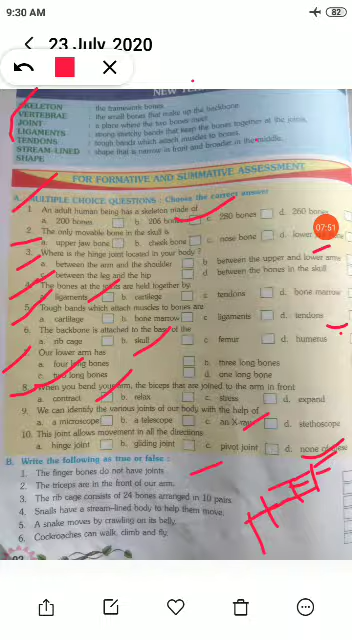 9:30 AM
82
23 July 2020
NEW TER
SKELETON : the framework bones
VERTEBRAE : the small bones that make up the backbone
JOINT : a place where the two bones meet
LIGAMENTS : strong stretchy bands that keep the bones together at the joints,
TENDONS : tough bands which attach muscles to bones.
STREAM-LINED : shape that is narrow in front and broader in the middle.
SHAPE
FOR FORMATIVE AND SUMMATIVE ASSESSMENT
A. MULTIPLE CHOICE QUESTIONS : Choose the correct answer
1. An adult human being has a skeleton made of
a. 200 bones b. 206 bones c. 280 bones d. 260 bones
07:51
2. The only movable bone in the skull is
a. upper jaw bone b. cheek bone c. nose bone d. lower
3. Where is the hinge joint located in your body?
a. between the arm and the shoulder b. between the upper and lower arms
c. between the leg and the hip d. between the bones in the skull
4. The bones at the joints are held together by
a. ligaments b. cartilege c. tendons d. bone marrow
5. Tough bands which attach muscles to bones are
a. cartilage b. bone marrow c. ligaments d. tendons
6. The backbone is attached to the base of the
a. rib cage b. skull c. femur d. humerus
Our lower arm has
a. four long bones b. three long bones
c. two long bones d. one long bone
8. When you bend your arm, the biceps that are joined to the arm in front
a. contract b. relax c. stress d. expand
9. We can identify the various joints of our body with the help of
a. a microscope b. a telescope c. an X-ray d. stethoscope
10. This joint allows movement in all the directions
a. hinge joint b. gliding joint c. pivot joint d. none of these
B. Write the following as true or false :
1. The finger bones do not have joints
2. The triceps are in the front of our arm.
3. The rib cage consists of 24 bones arranged in 10 pairs.
4. Snails have a stream-lined body to help them move.
5. A snake moves by crawling on its belly.
6. Cockroaches can walk, climb and fly.